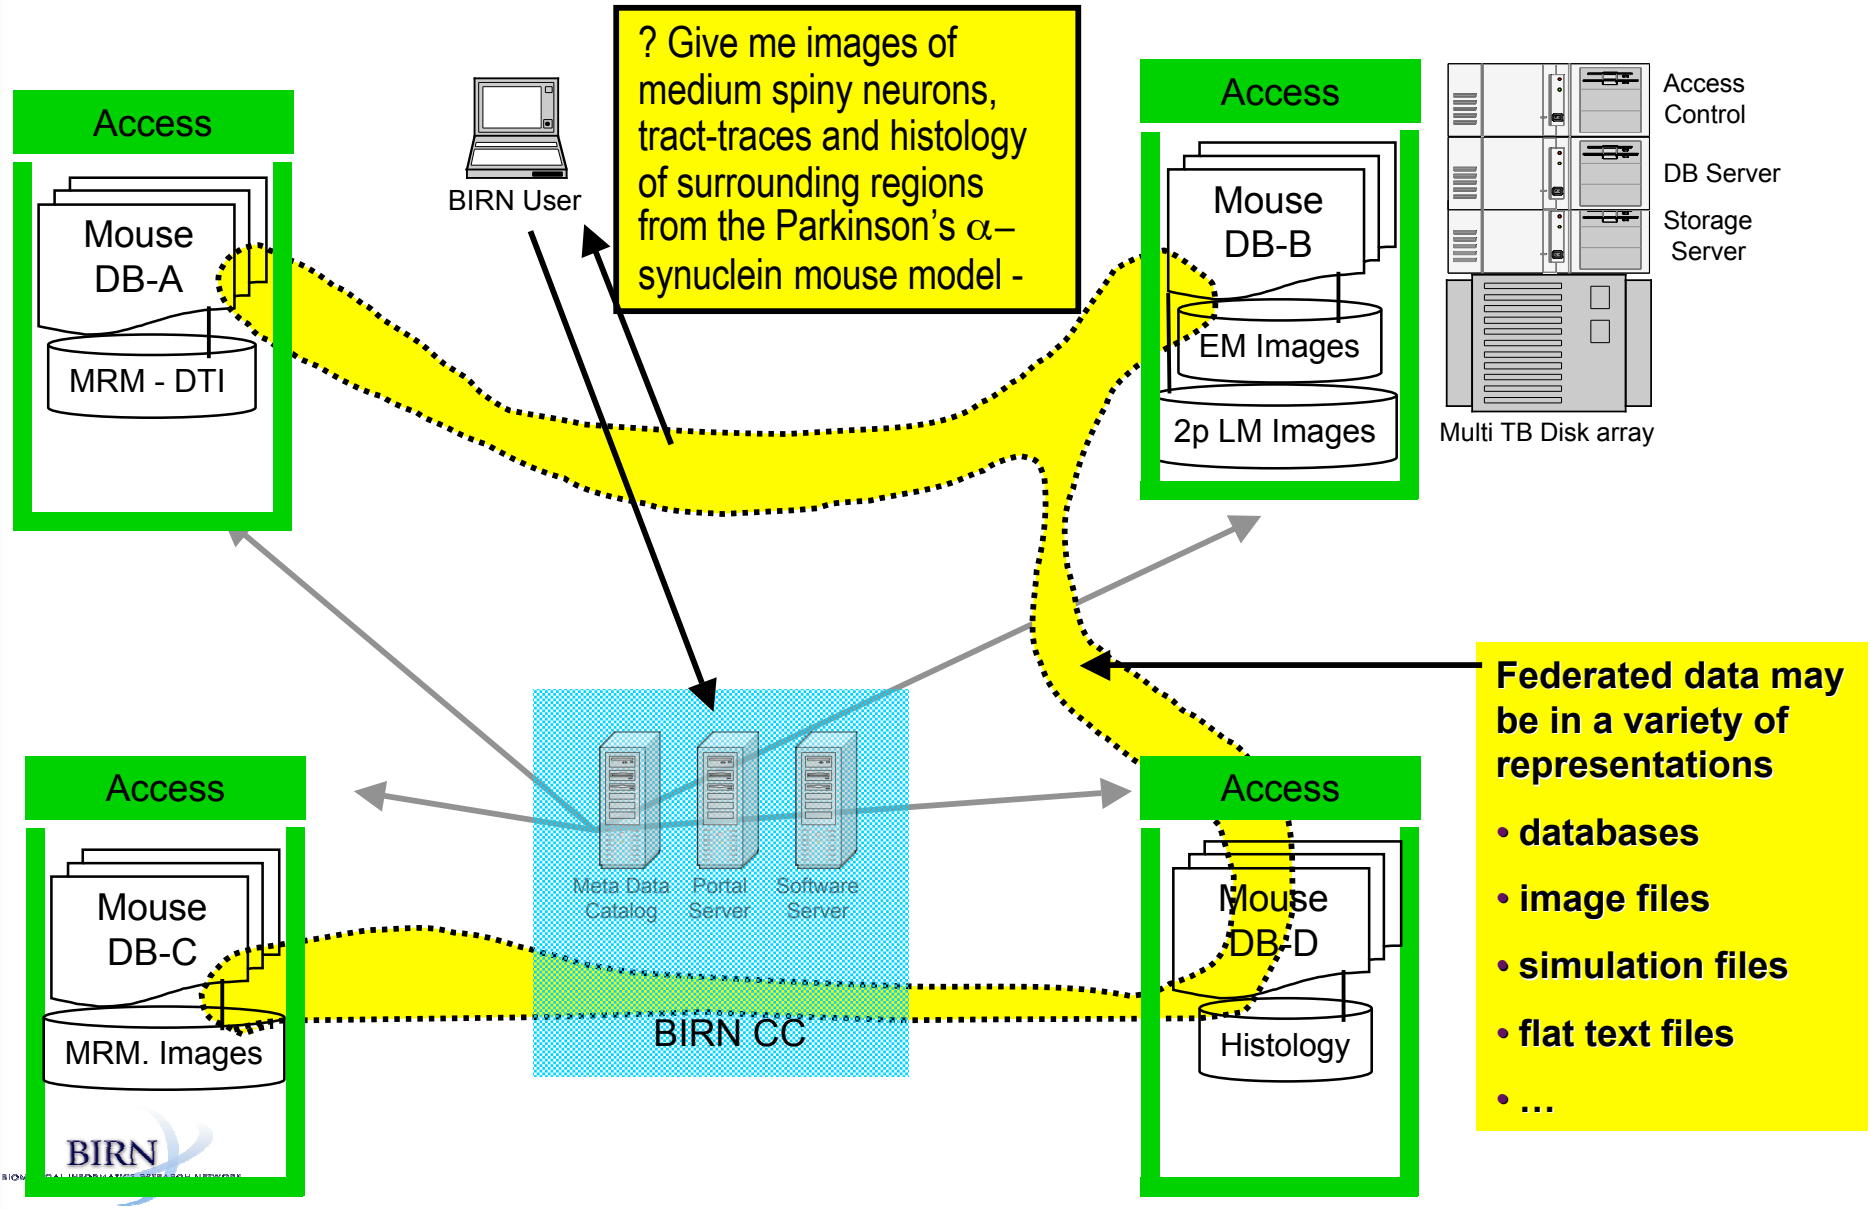 ? Give me images of
medium spiny neurons,
tract-traces and histology
of surrounding regions
from the Parkinson's α–
synuclein mouse model -
Access
Mouse
DB-A
MRM - DTI
BIRN User
Access
Mouse
DB-B
EM Images
2p LM Images
Access
Control
DB Server
Storage
Server
Multi TB Disk array
Federated data may
be in a variety of
representations
• databases
• image files
• simulation files
• flat text files
• …
Access
Mouse
DB-C
MRM. Images
Meta Data
Catalog
Portal
Server
Software
Server
BIRN CC
Access
Mouse
DB-D
Histology
BIRN